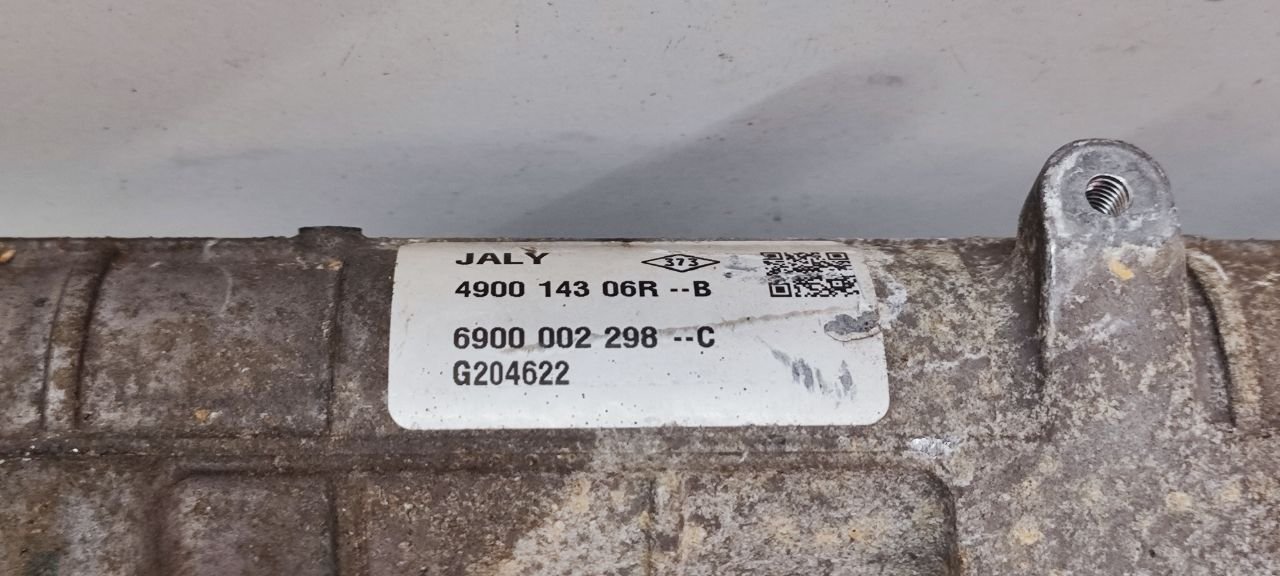 JALY 373
4900 143 06R --B
6900 002 298 --C
G204622